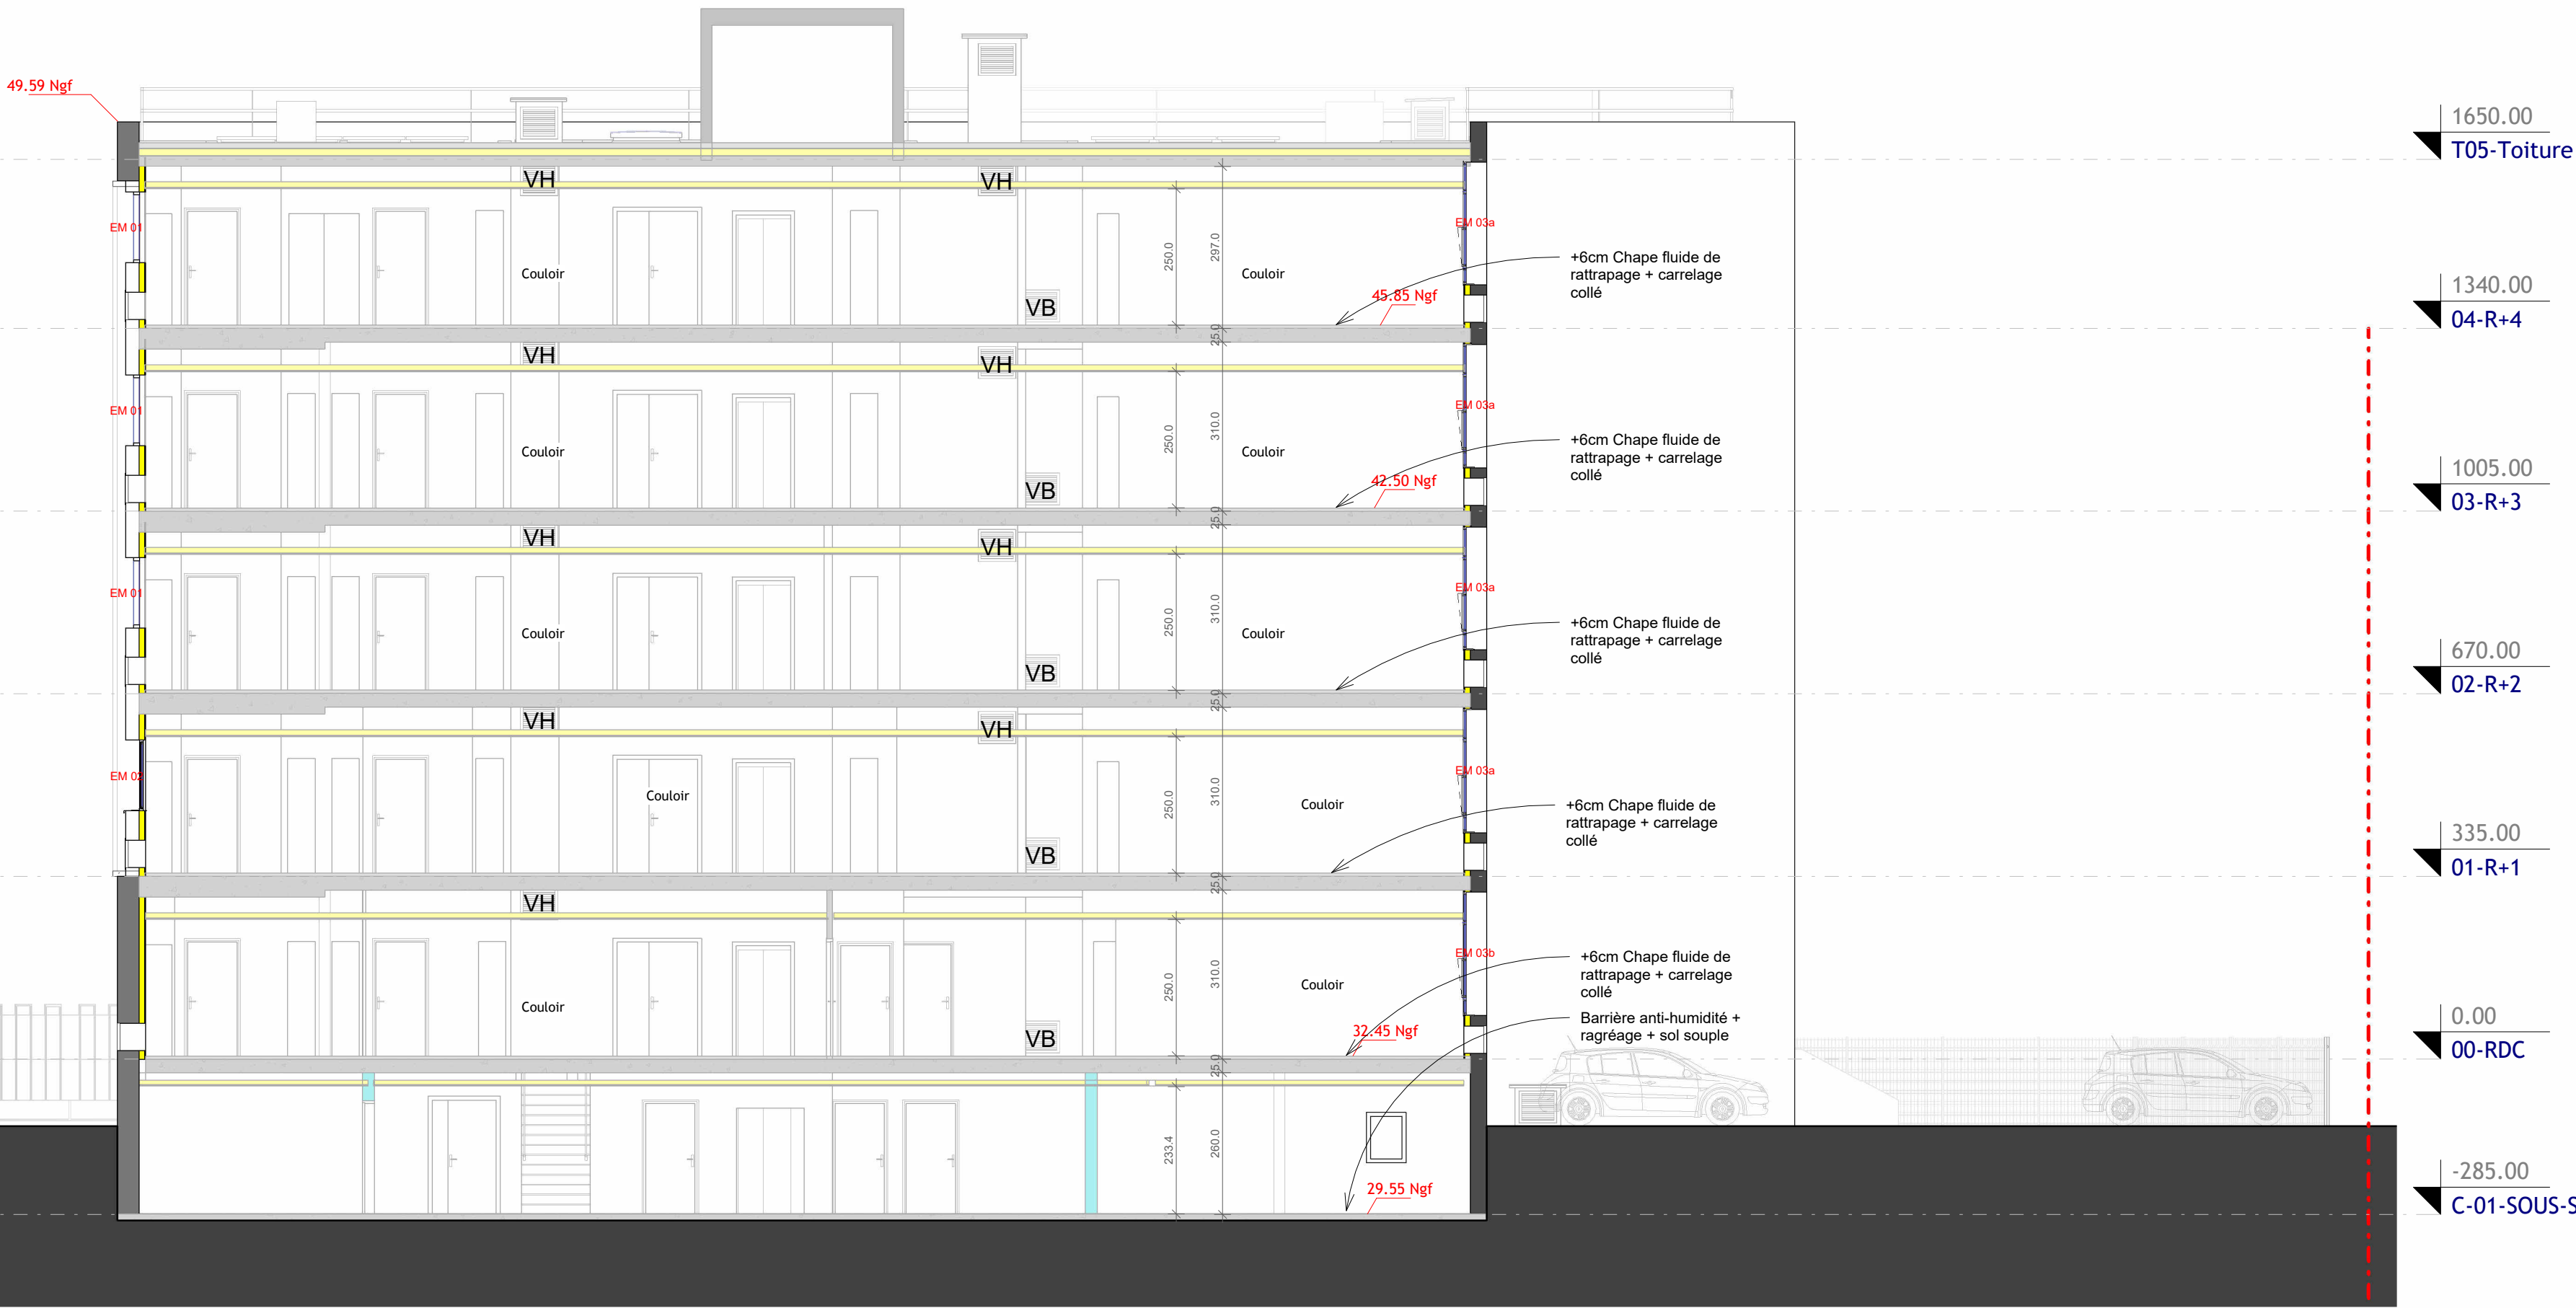 49.59 Ngf
1650.00
T05-Toiture
VH
VH
EM 01
EM 03a
250.0
297.0
Couloir
Couloir
+6cm Chape fluide de
rattrapage + carrelage
collé
45.85 Ngf
VB
1340.00
04-R+4
25.0
VH
VH
EM 01
EM 03a
250.0
310.0
Couloir
Couloir
+6cm Chape fluide de
rattrapage + carrelage
collé
42.50 Ngf
VB
1005.00
03-R+3
25.0
VH
VH
EM 01
EM 03a
250.0
310.0
Couloir
Couloir
+6cm Chape fluide de
rattrapage + carrelage
collé
VB
670.00
02-R+2
25.0
VH
VH
EM 02
EM 03a
250.0
310.0
Couloir
Couloir
+6cm Chape fluide de
rattrapage + carrelage
collé
VB
335.00
01-R+1
25.0
VH
EM 03b
250.0
310.0
Couloir
Couloir
+6cm Chape fluide de
rattrapage + carrelage
collé
Barrière anti-humidité +
ragréage + sol souple
32.45 Ngf
VB
0.00
00-RDC
25.0
233.4
260.0
29.55 Ngf
-285.00
C-01-SOUS-S